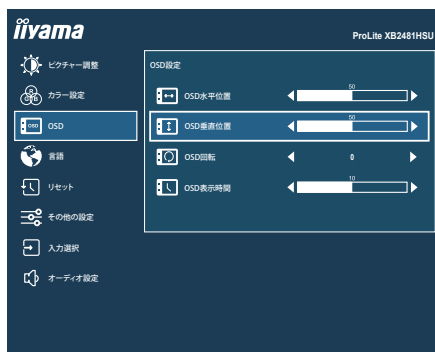 iiyama
ProLite XB2481HSU
ピクチャー調整
カラー設定
OSD
言語
リセット
その他の設定
入力選択
オーディオ設定
OSD設定
OSD水平位置
50
OSD垂直位置
50
OSD回転
0
OSD表示時間
10